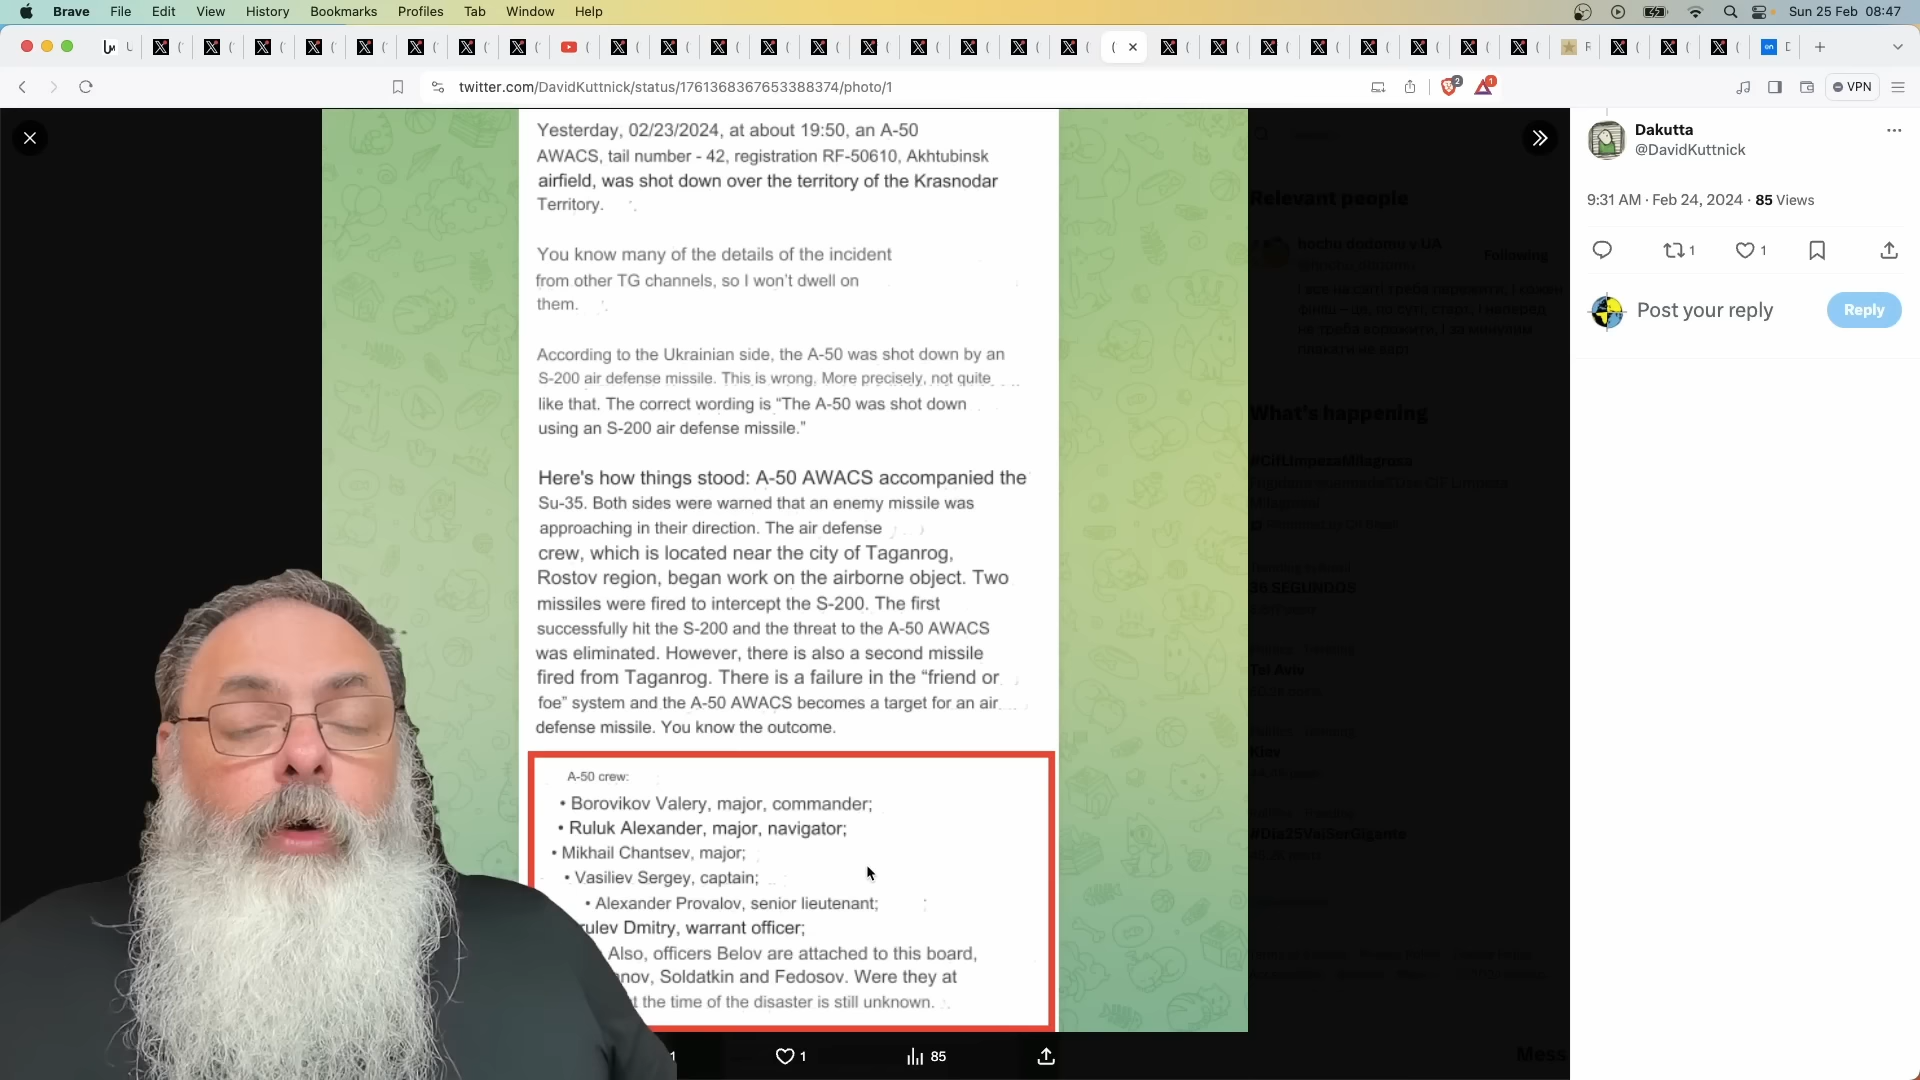 Brave File Edit View History Bookmarks Profiles Tab Window Help Sun 25 Feb 08:47
twitter.com/DavidKuttnick/status/1761368367653388374/photo/1 2 1 VPN
Yesterday, 02/23/2024, at about 19:50, an A-50
AWACS, tail number - 42, registration RF-50610, Akhtubinsk
airfield, was shot down over the territory of the Krasnodar
Territory.
You know many of the details of the incident
from other TG channels, so I won't dwell on
them.
According to the Ukrainian side, the A-50 was shot down by an
S-200 air defense missile. This is wrong. More precisely, not quite
like that. The correct wording is “The A-50 was shot down
using an S-200 air defense missile.”
Here's how things stood: A-50 AWACS accompanied the
Su-35. Both sides were warned that an enemy missile was
approaching in their direction. The air defense
crew, which is located near the city of Taganrog,
Rostov region, began work on the airborne object. Two
missiles were fired to intercept the S-200. The first
successfully hit the S-200 and the threat to the A-50 AWACS
was eliminated. However, there is also a second missile
fired from Taganrog. There is a failure in the “friend or
foe” system and the A-50 AWACS becomes a target for an air
defense missile. You know the outcome.
A-50 crew:
• Borovikov Valery, major, commander;
• Ruluk Alexander, major, navigator;
• Mikhail Chantsev, major;
• Vasiliev Sergey, captain;
• Alexander Provalov, senior lieutenant;
rulev Dmitry, warrant officer;
Also, officers Belov are attached to this board,
nov, Soldatkin and Fedosov. Were they at
t the time of the disaster is still unknown.
1 1 85
Relevant people
hochu dodomu v UA
Following
What's happening
36 SEGUNDOS
Tel Aviv
Kiev
#Dia25VaiSerGigante
Mess
Dakutta
@DavidKuttnick
9:31 AM · Feb 24, 2024 · 85 Views
1 1
Post your reply Reply